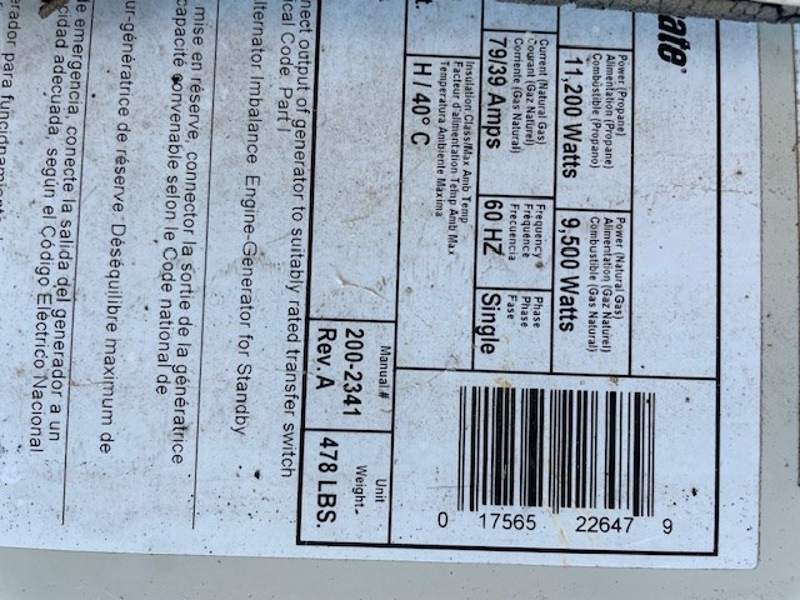 ate®
Power (Propane)
Alimentation (Propane)
Combustible (Propano)
11,200 Watts
Power (Natural Gas)
Alimentation (Gaz Naturel)
Combustible (Gas Natural)
9,500 Watts
Current (Natural Gas)
Courant (Gaz Naturel)
Corriente (Gas Natural)
79/39 Amps
Frequency
Fréquence
Frecuencia
60 HZ
Phase
Phase
Fase
Single
Insulation Class/Max Amb Temp
Facteur d'alimentation Temp Amb Max
Temperatura Ambiente Maxima
H / 40° C
t.
0 17565 22647 9
Manual #
200-2341
Rev.A
Unit
Weight-
478 LBS.
nect output of generator to suitably rated transfer switch
ical Code, Part I
lternator Imbalance Engine-Generator for Standby
mise en réserve, connector la sortie de la génératrice
capacité convenable selon le Code national de
ur-génératrice de réserve Déséquilibre maximum de
de emergencia, conecte la salida del generador a un
cidad adecuada, según el Código Eléctrico Nacional
erador para funcionamiento